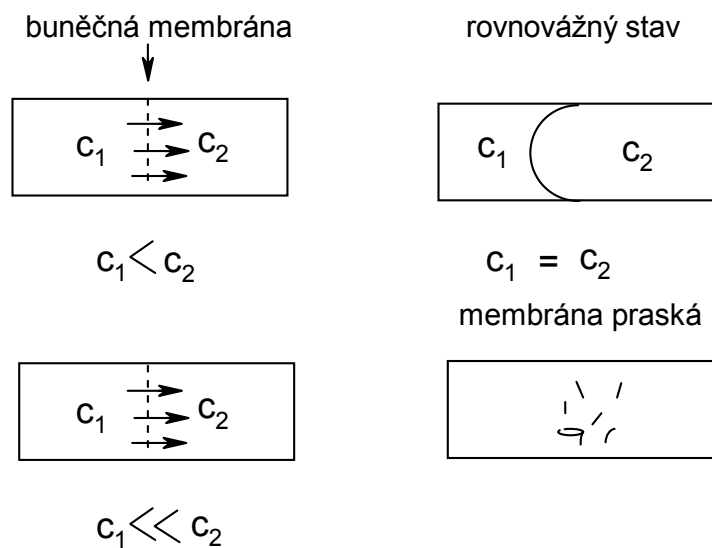 buněčná membrána
rovnovážný stav
c₁ c₂
c₁ c₂
c₁ < c₂
c₁ = c₂
membrána praská
c₁ c₂
c₁ << c₂